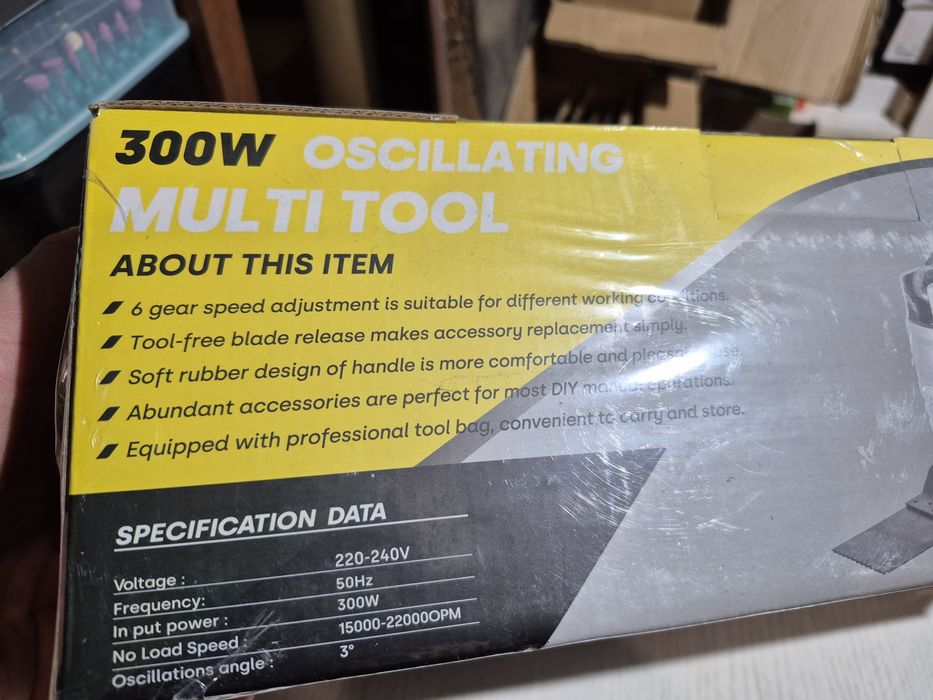 300W OSCILLATING
MULTI TOOL
ABOUT THIS ITEM
6 gear speed adjustment is suitable for different working
Tool-free blade release makes accessory replacement simply.
Soft rubber design of handle is more comfortable and
Abundant accessories are perfect for most DIY
Equipped with professional tool bag, convenient to carry and store.
SPECIFICATION DATA
Voltage : 220-240V
Frequency: 50Hz
In put power : 300W
No Load Speed : 15000-22000OPM
Oscillations angle : 3°